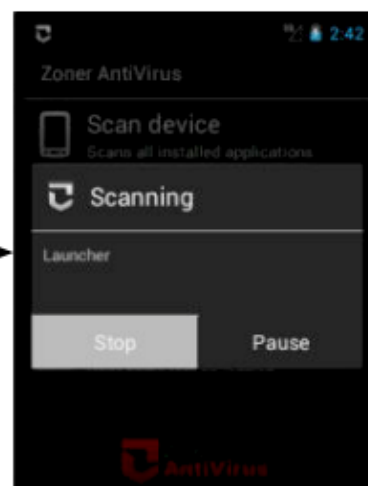 2:42
Zoner AntiVirus
Scan device
Scans all installed applications
Scanning
Launcher
Stop
Pause
AntiVirus